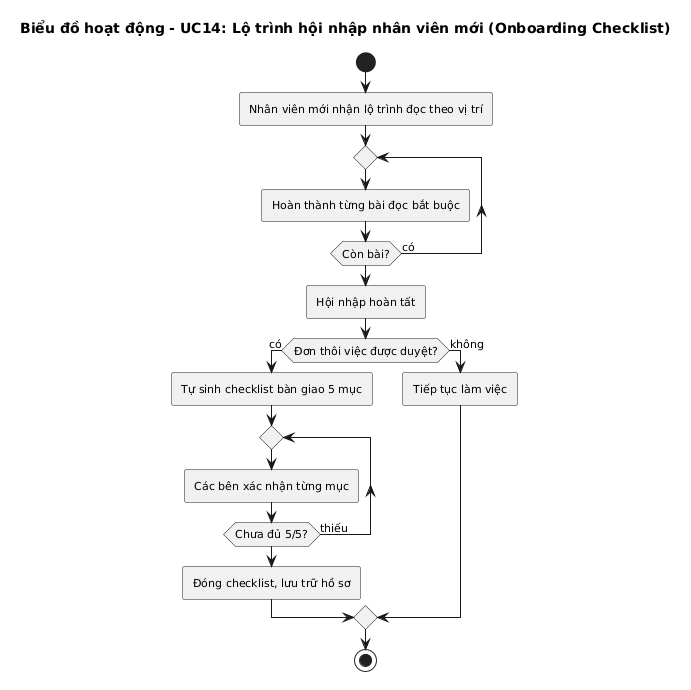 Biểu đồ hoạt động - UC14: Lộ trình hội nhập nhân viên mới (Onboarding Checklist)
Nhân viên mới nhận lộ trình đọc theo vị trí
Hoàn thành từng bài đọc bắt buộc
Còn bài?
có
Hội nhập hoàn tất
có
Đơn thôi việc được duyệt?
không
Tự sinh checklist bàn giao 5 mục
Tiếp tục làm việc
Các bên xác nhận từng mục
Chưa đủ 5/5?
thiếu
Đóng checklist, lưu trữ hồ sơ